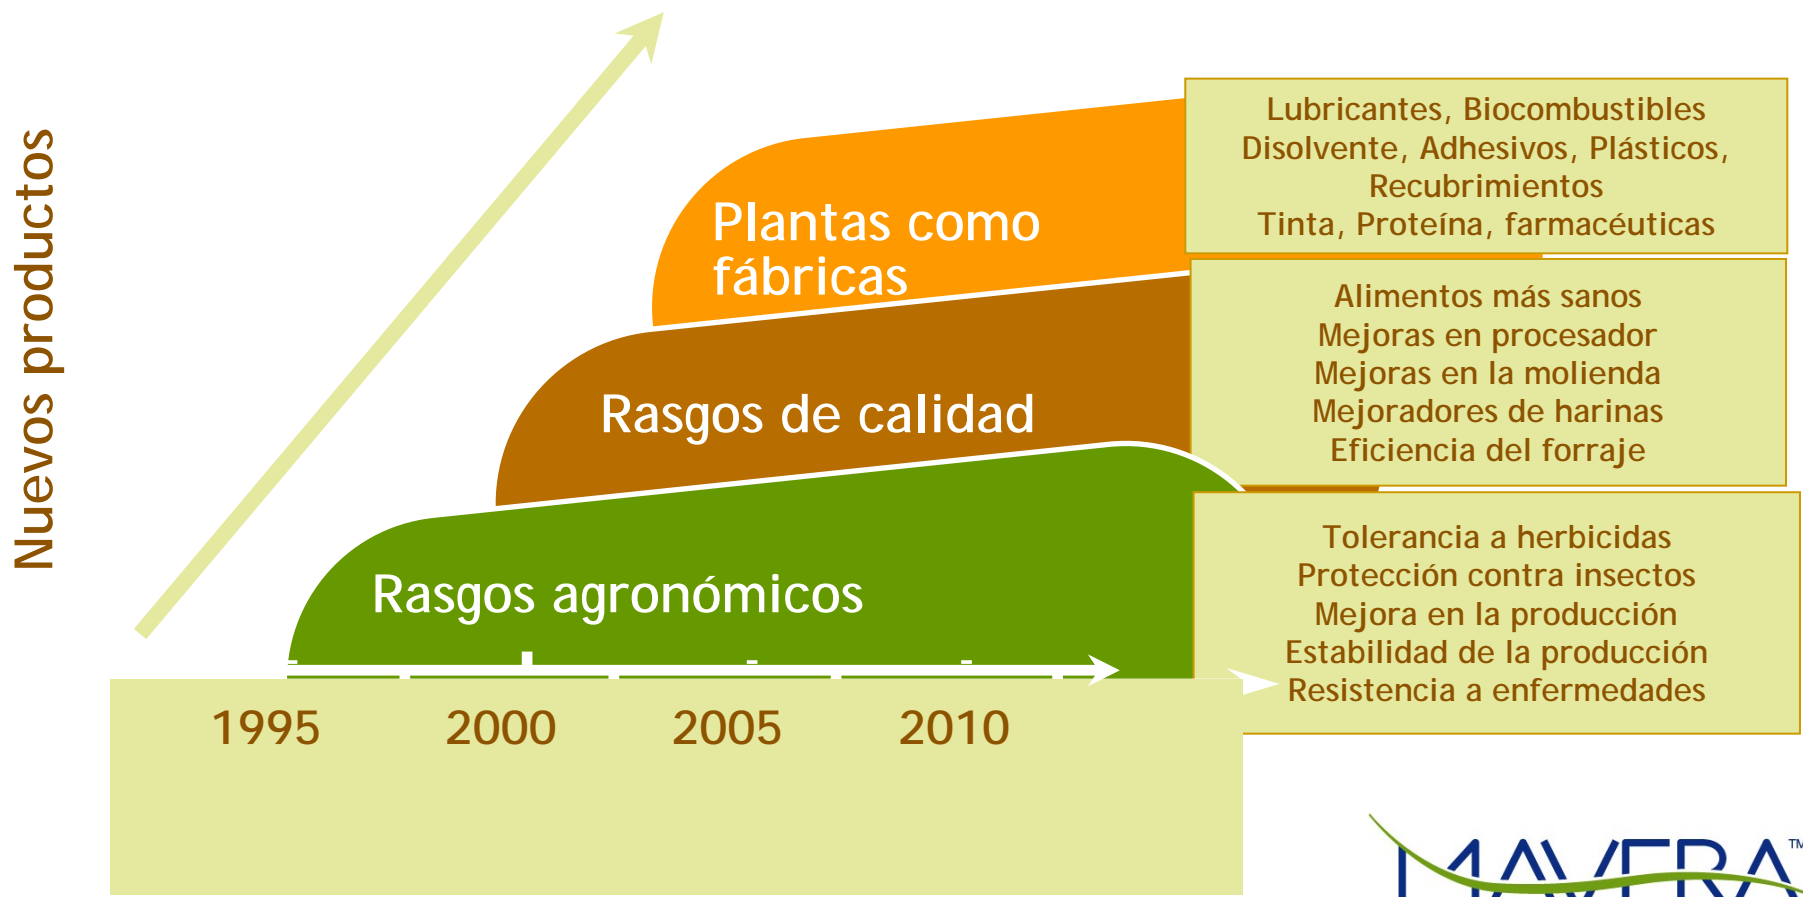 Nuevos productos
Plantas como
fábricas
Rasgos de calidad
Rasgos agronómicos
Lubricantes, Biocombustibles
Disolvente, Adhesivos, Plásticos,
Recubrimientos
Tinta, Proteína, farmacéuticas
Alimentos más sanos
Mejoras en procesador
Mejoras en la molienda
Mejoradores de harinas
Eficiencia del forraje
Tolerancia a herbicidas
Protección contra insectos
Mejora en la producción
Estabilidad de la producción
Resistencia a enfermedades
1995 2000 2005 2010
MAVERA™